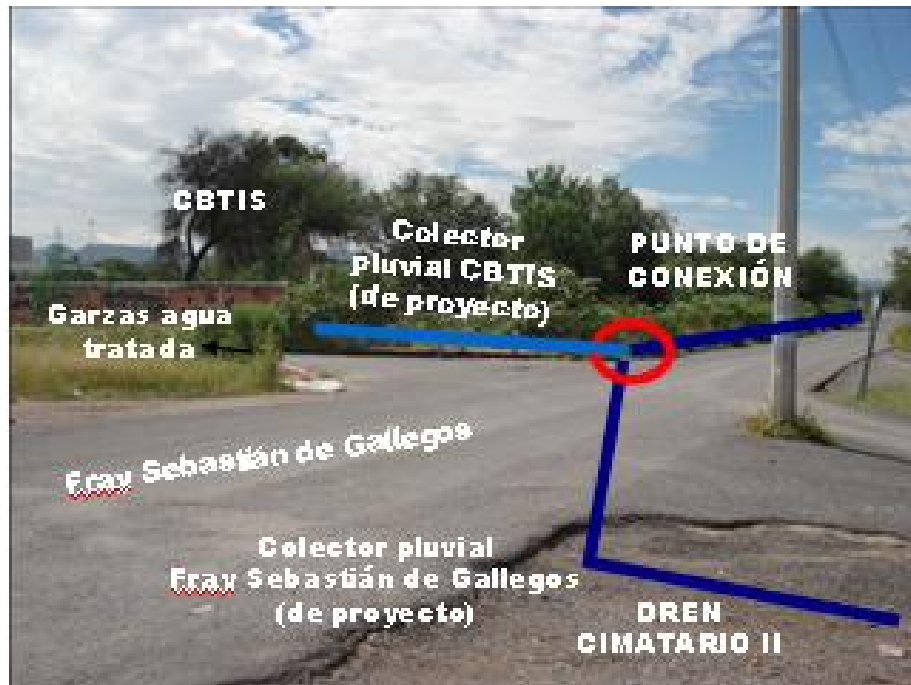 CBTIS
Colector
Pluvial CBTIS
(de proyecto)
PUNTO DE
CONEXIÓN
Garzas agua
tratada
Fray Sebastián de Gallegos
Colector pluvial
Fray Sebastián de Gallegos
(de proyecto)
DREN
CIMATARIO II